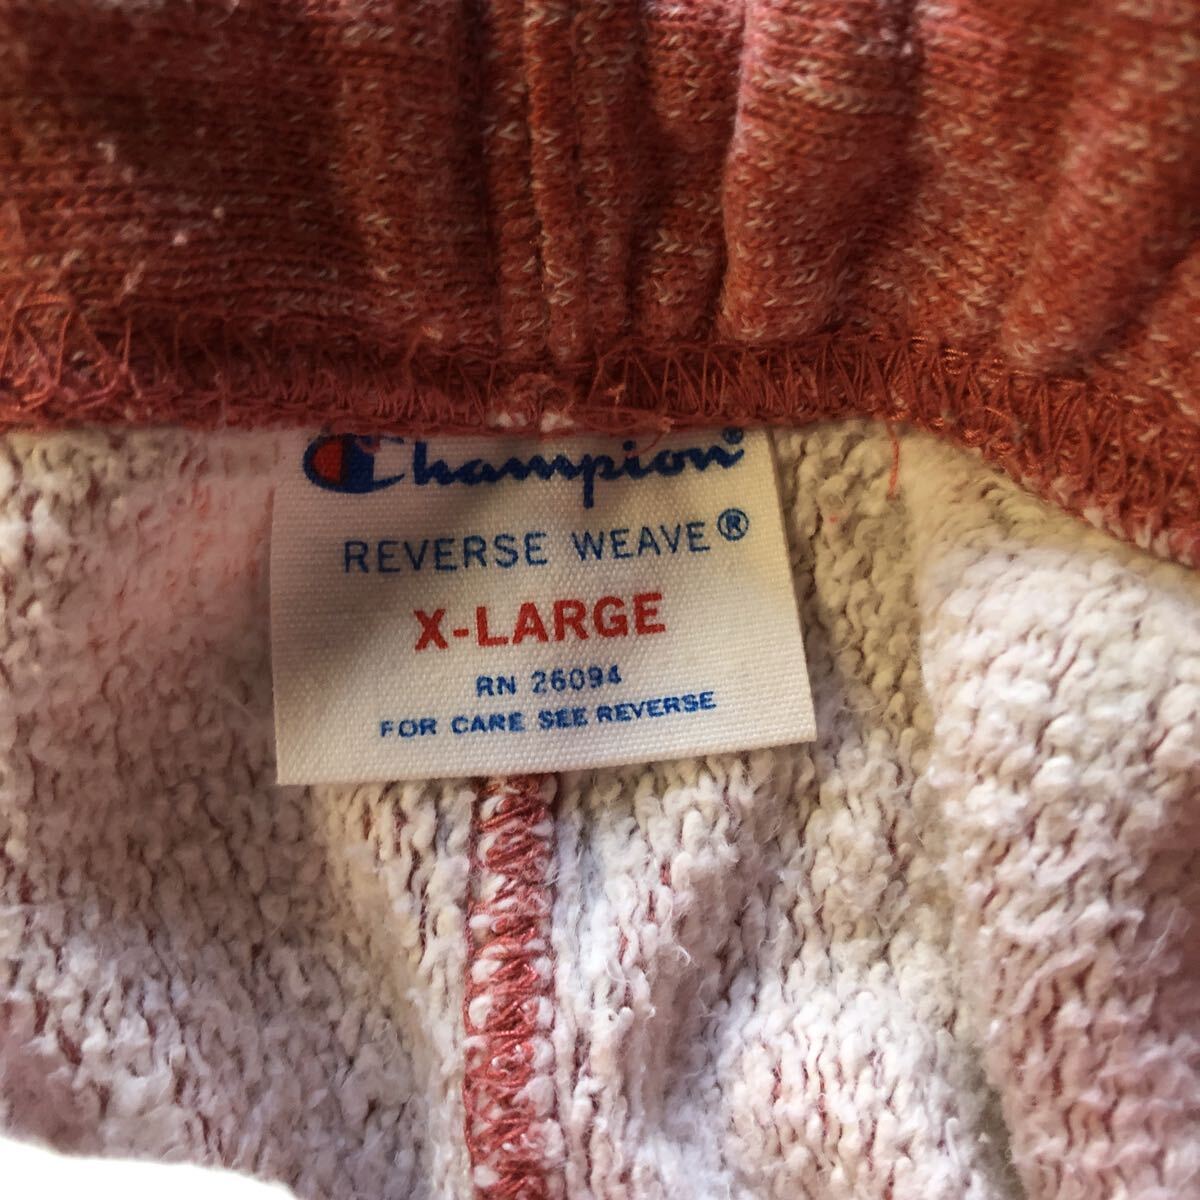 Champion®
REVERSE WEAVE®
X-LARGE
RN 26094
FOR CARE SEE REVERSE